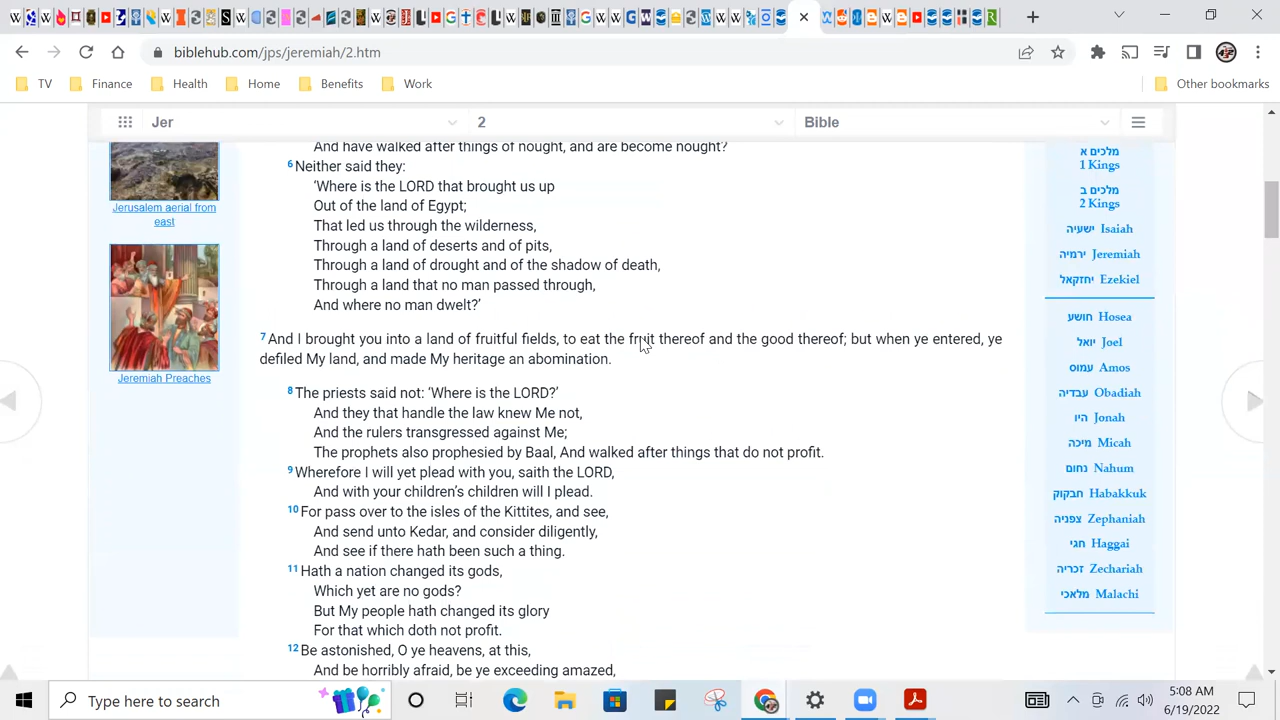 biblehub.com/jps/jeremiah/2.htm
TV
Finance
Health
Home
Benefits
Work
Other bookmarks
Jer
2
Bible
Jerusalem aerial from
east
Jeremiah Preaches
And have walked after things of nought, and are become nought?
6 Neither said they:
‘Where is the LORD that brought us up
Out of the land of Egypt;
That led us through the wilderness,
Through a land of deserts and of pits,
Through a land of drought and of the shadow of death,
Through a land that no man passed through,
And where no man dwelt?’
7 And I brought you into a land of fruitful fields, to eat the fruit thereof and the good thereof; but when ye entered, ye
defiled My land, and made My heritage an abomination.
8 The priests said not: ‘Where is the LORD?’
And they that handle the law knew Me not,
And the rulers transgressed against Me;
The prophets also prophesied by Baal, And walked after things that do not profit.
9 Wherefore I will yet plead with you, saith the LORD,
And with your children’s children will I plead.
10 For pass over to the isles of the Kittites, and see,
And send unto Kedar, and consider diligently,
And see if there hath been such a thing.
11 Hath a nation changed its gods,
Which yet are no gods?
But My people hath changed its glory
For that which doth not profit.
12 Be astonished, O ye heavens, at this,
And be horribly afraid, be ye exceeding amazed,
מלכים א
1 Kings
מלכים ב
2 Kings
ישעיה Isaiah
ירמיה Jeremiah
יחזקאל Ezekiel
הושע Hosea
יואל Joel
עמוס Amos
עבדיה Obadiah
היו Jonah
מיכה Micah
נחום Nahum
חבקוק Habakkuk
צפניה Zephaniah
חגי Haggai
זכריה Zechariah
מלאכי Malachi
Type here to search
5:08 AM
6/19/2022